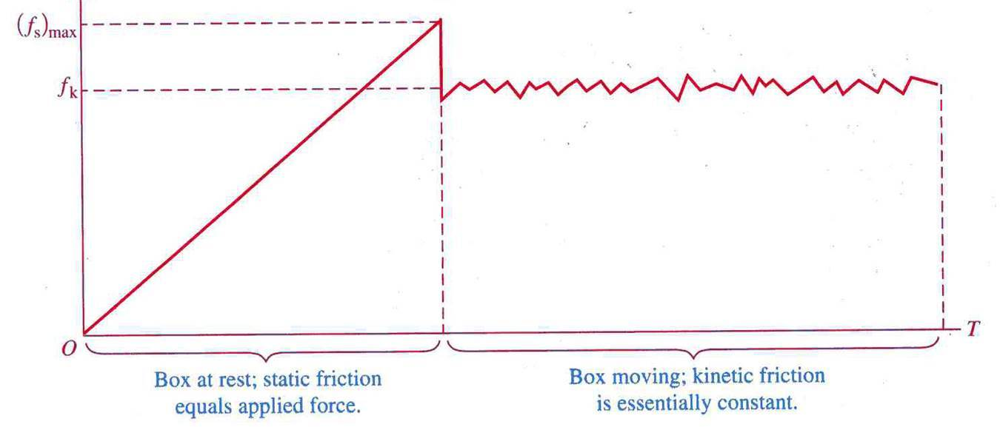 (fs)max
fk
O
T
Box at rest; static friction
equals applied force.
Box moving; kinetic friction
is essentially constant.